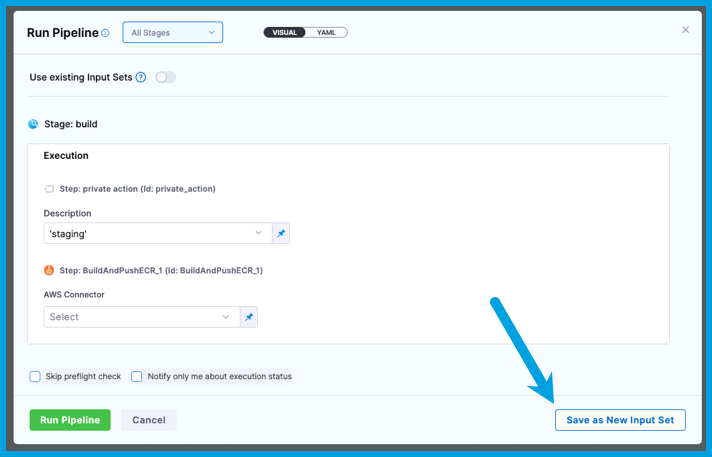 Run Pipeline
All Stages
VISUAL YAML
Use existing Input Sets ?
Stage: build
Execution
Step: private action (Id: private_action)
Description
'staging'
Step: BuildAndPushECR_1 (Id: BuildAndPushECR_1)
AWS Connector
Select
Skip preflight check Notify only me about execution status
Run Pipeline Cancel Save as New Input Set